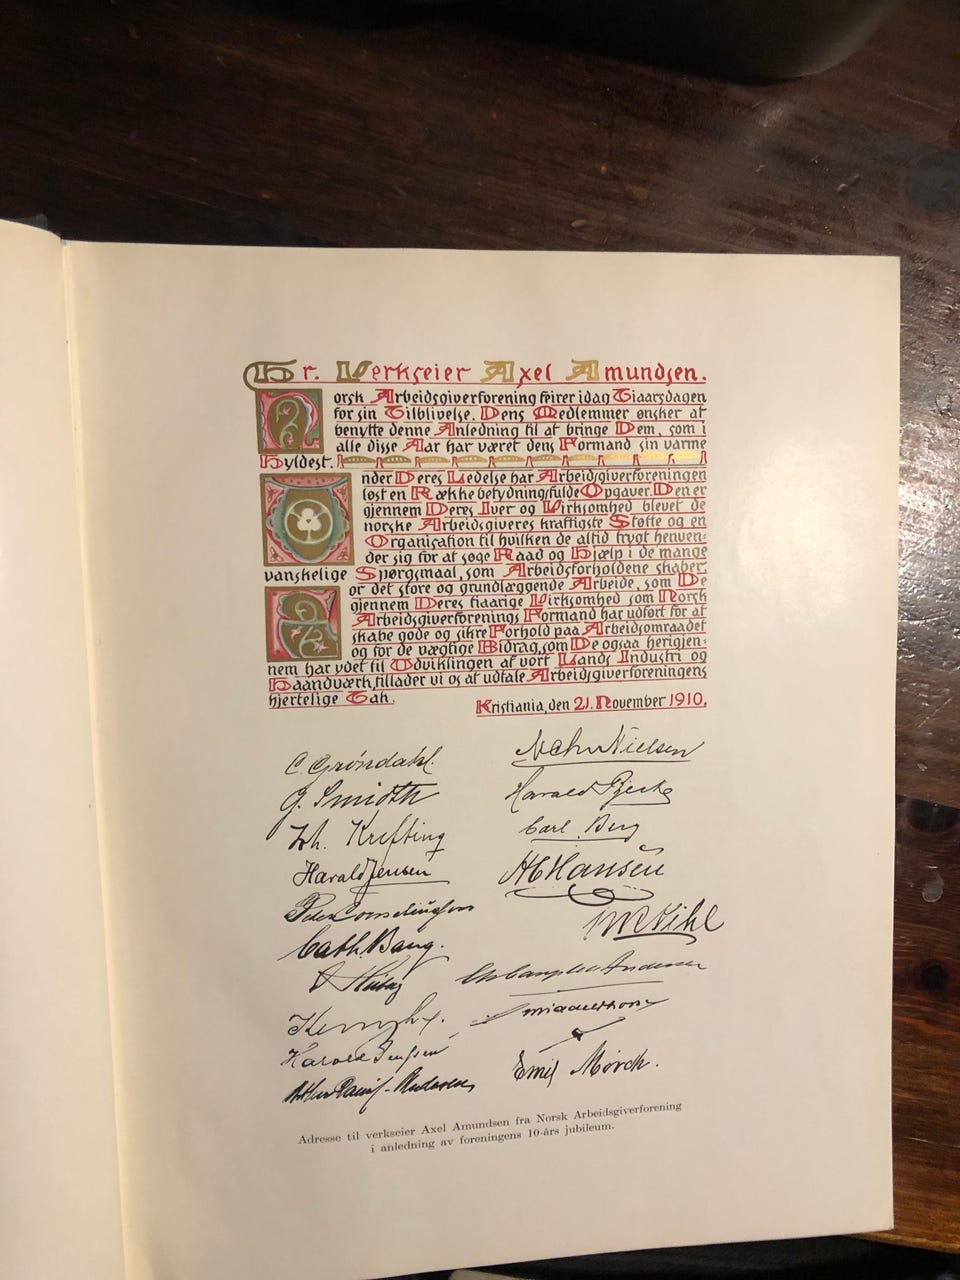 Hr. Verkseier Axel Amundsen.
Norsk Arbeidsgiverforening feirer idag Tiaarsdagen
for sin Tilblivelse. Dens Medlemmer ønsker at
benytte denne Anledning til at bringe Dem, som i
alle disse Aar har været dens Formand sin varme
Hyldest.
Under Deres Ledelse har Arbeidsgiverforeningen
løst en Række betydningsfulde Opgaver. Den er
gjennem Deres Iver og Virksomhed blevet de
norske Arbeidsgiveres kraftigste Støtte og en
Organisation til hvilken de altid trygt henven-
der sig for at søge Raad og Hjælp i de mange
vanskelige Spørgsmaal, som Arbeidsforholdene skaber.
For det store og grundlæggende Arbeide, som De
gjennem Deres tiaarige Virksomhed som Norsk
Arbeidsgiverforenings Formand har udført for at
skabe gode og sikre Forhold paa Arbeidsomraadet
og for de vægtige Bidrag, som De ogsaa herigjen-
nem har ydet til Udviklingen af vort Lands Industri og
Haandværk, tillader vi os at udtale Arbeidsgiverforeningens
hjertelige Tak.
Kristiania, den 21. November 1910.
C. Gröndahl. Nielsen
G. Smidth Harald
Th. Krefting Carl Berg
Harald Jensen HC Hansen
Peter
Cath. Bang.
Andersen
Harald
Emil Mörch.
Adresse til verkseier Axel Amundsen fra Norsk Arbeidsgiverforening
i anledning av foreningens 10-års jubileum.